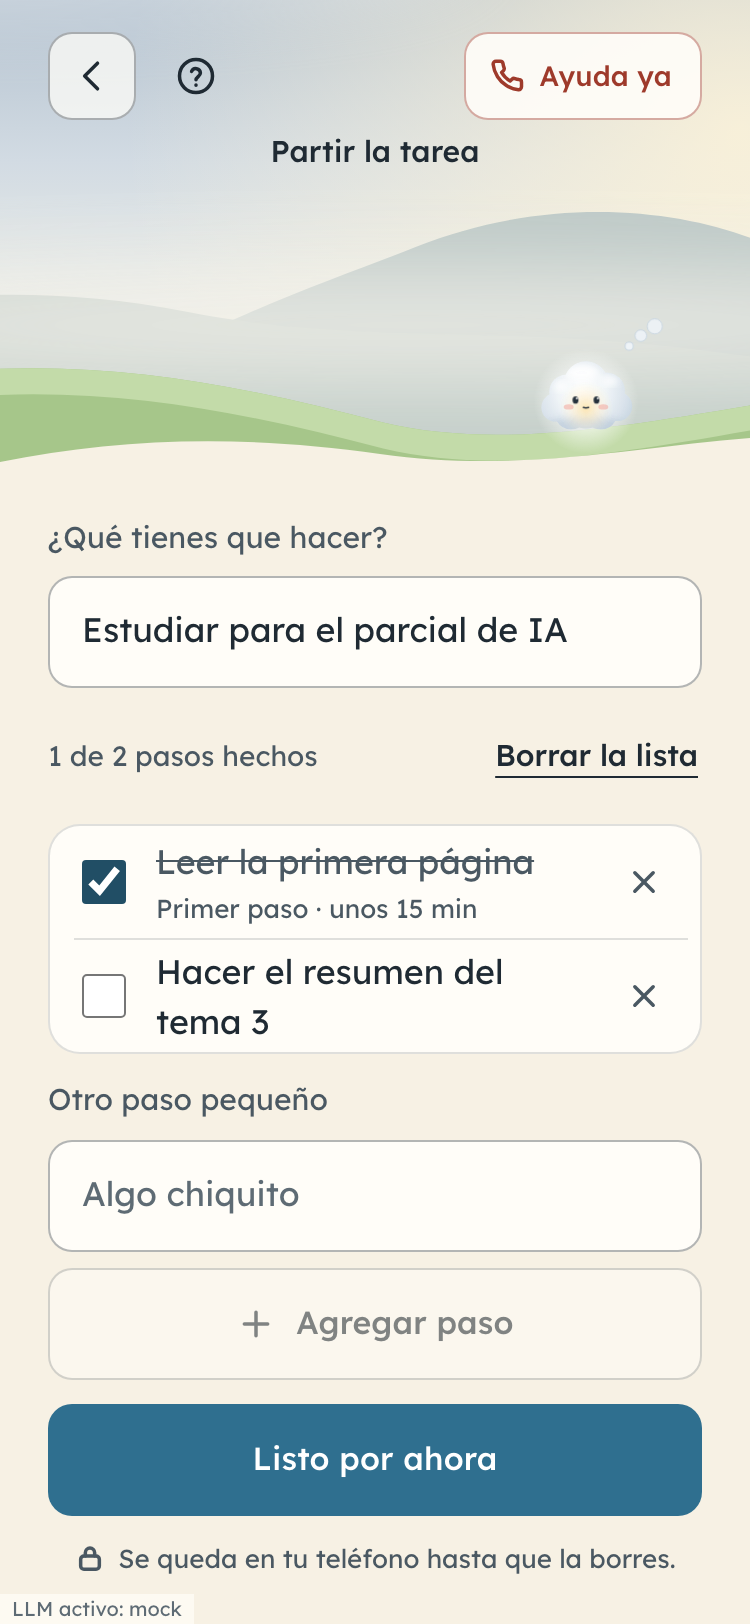 Ayuda ya
Partir la tarea
¿Qué tienes que hacer?
Estudiar para el parcial de IA
1 de 2 pasos hechos
Borrar la lista
Leer la primera página
Primer paso · unos 15 min
Hacer el resumen del
tema 3
Otro paso pequeño
Algo chiquito
Agregar paso
Listo por ahora
Se queda en tu teléfono hasta que la borres.
LLM activo: mock